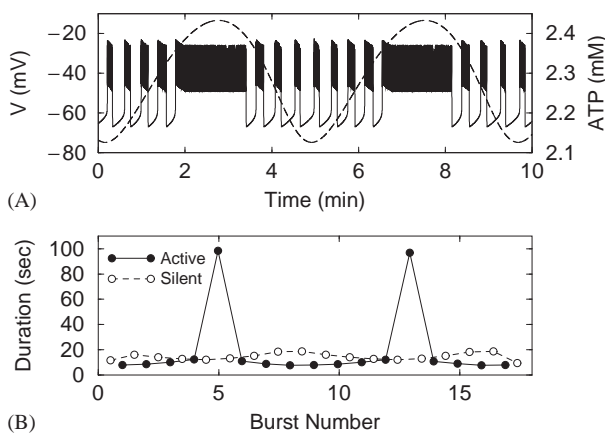 −20
−40
−60
−80
V (mV)
2.4
2.3
2.2
2.1
ATP (mM)
0 2 4 6 8 10
Time (min)
(A)
100
80
60
40
20
0
Duration (sec)
Active
Silent
0 5 10 15
Burst Number
(B)